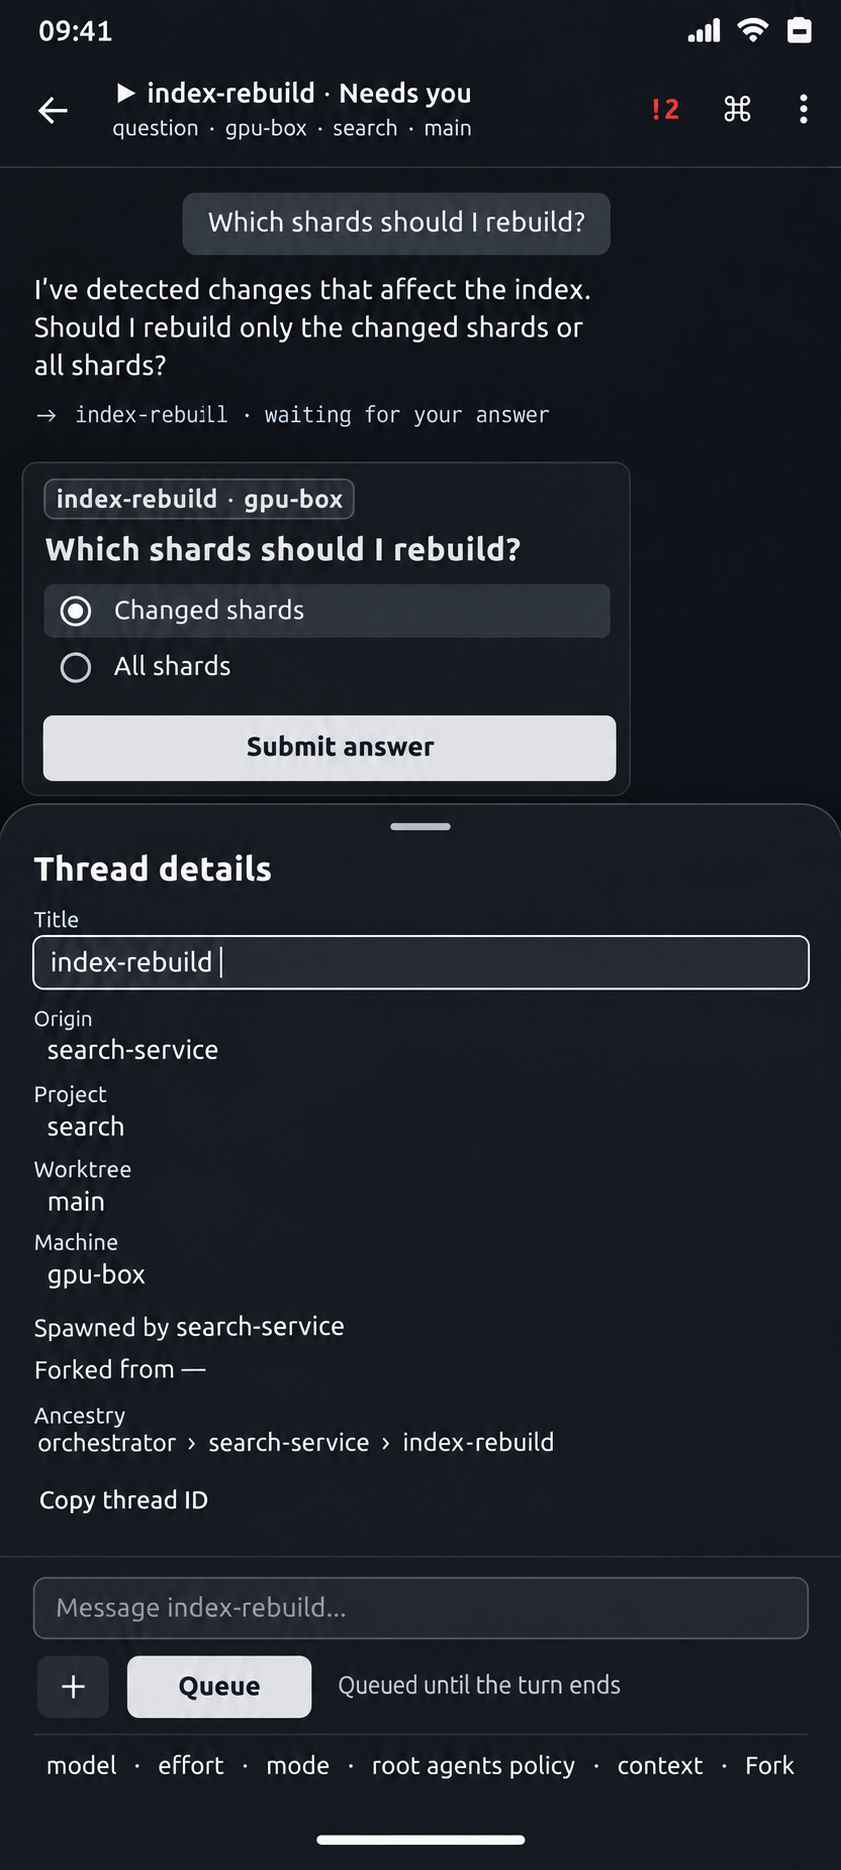 09:41
index-rebuild · Needs you
question · gpu-box · search · main
!2 ⌘
Which shards should I rebuild?
I've detected changes that affect the index.
Should I rebuild only the changed shards or
all shards?
→ index-rebuill · waiting for your answer
index-rebuild · gpu-box
Which shards should I rebuild?
Changed shards
All shards
Submit answer
Thread details
Title
index-rebuild
Origin
search-service
Project
search
Worktree
main
Machine
gpu-box
Spawned by search-service
Forked from —
Ancestry
orchestrator › search-service › index-rebuild
Copy thread ID
Message index-rebuild...
+ Queue Queued until the turn ends
model · effort · mode · root agents policy · context · Fork